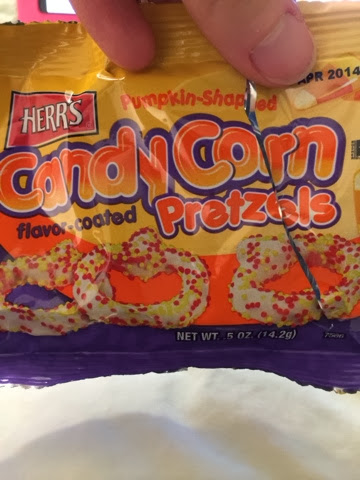 APR 2014
HERR'S
Pumpkin-Shaped
Candy Corn
flavor-coated
Pretzels
NET WT. .5 OZ. (14.2g)